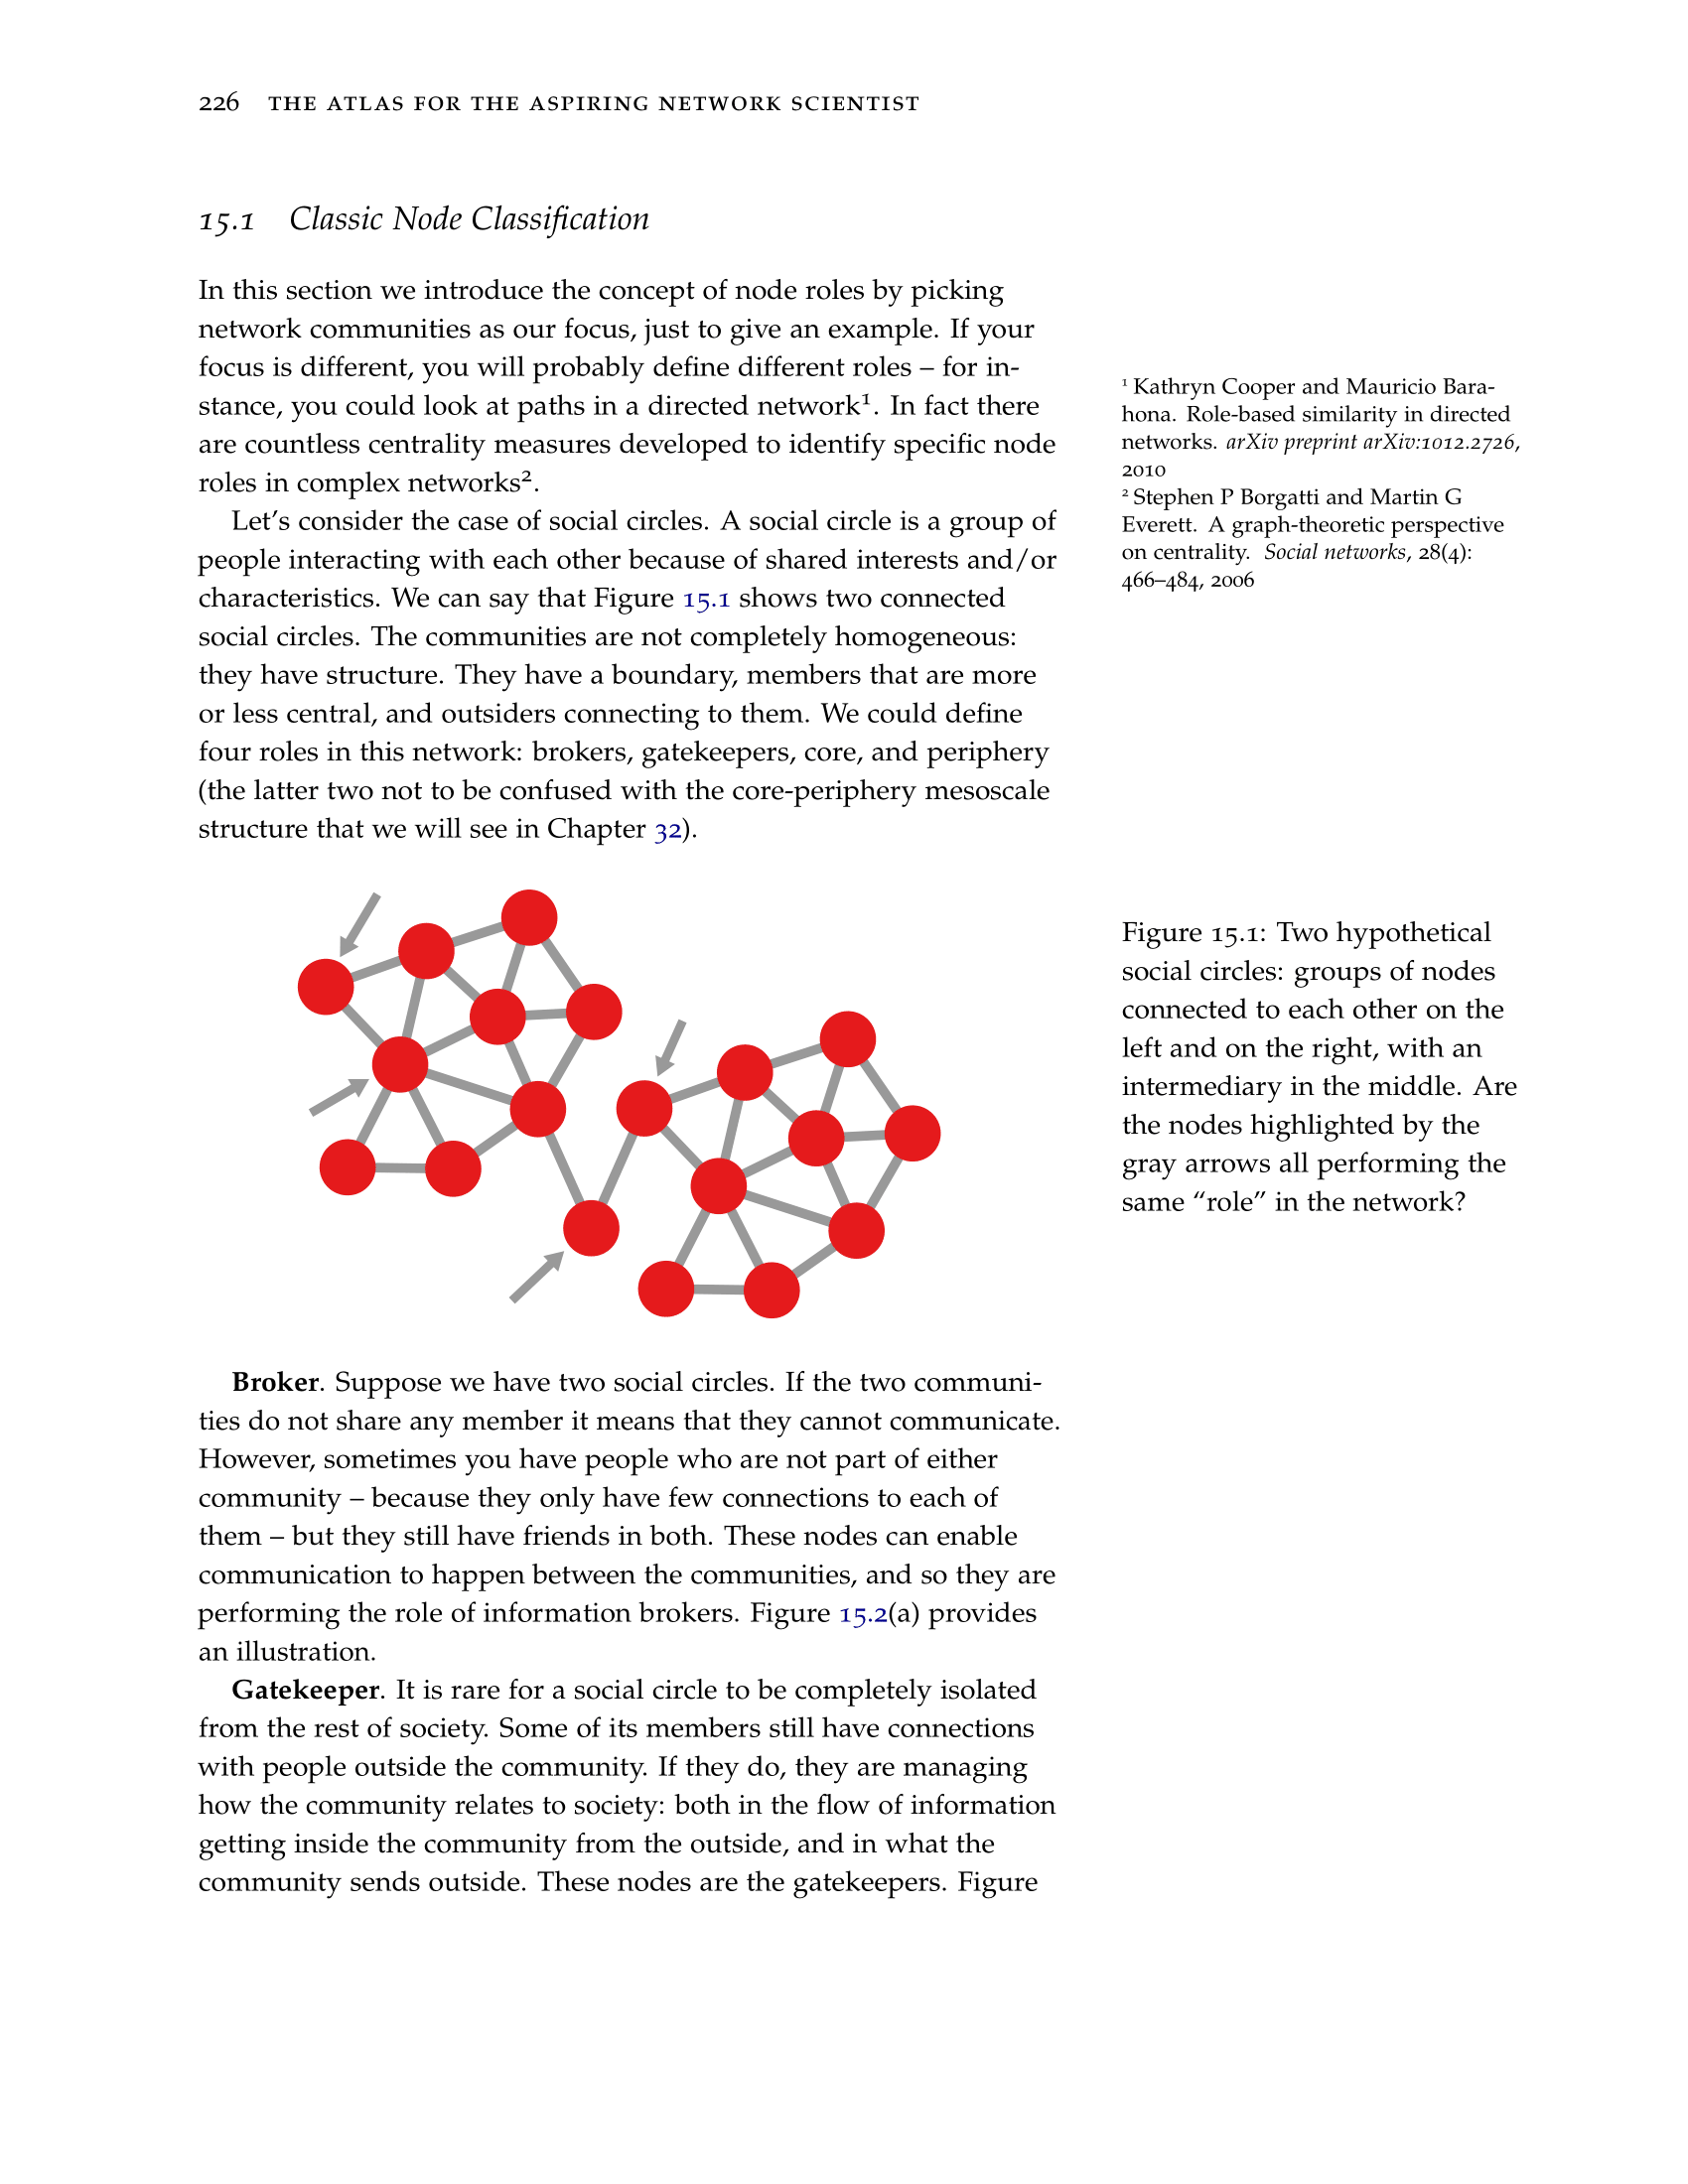 226 THE ATLAS FOR THE ASPIRING NETWORK SCIENTIST
15.1 Classic Node Classification
In this section we introduce the concept of node roles by picking
network communities as our focus, just to give an example. If your
focus is different, you will probably define different roles – for in-
stance, you could look at paths in a directed network¹. In fact there
are countless centrality measures developed to identify specific node
roles in complex networks².
Let's consider the case of social circles. A social circle is a group of
people interacting with each other because of shared interests and/or
characteristics. We can say that Figure 15.1 shows two connected
social circles. The communities are not completely homogeneous:
they have structure. They have a boundary, members that are more
or less central, and outsiders connecting to them. We could define
four roles in this network: brokers, gatekeepers, core, and periphery
(the latter two not to be confused with the core-periphery mesoscale
structure that we will see in Chapter 32).
¹ Kathryn Cooper and Mauricio Bara-
hona. Role-based similarity in directed
networks. arXiv preprint arXiv:1012.2726,
2010
² Stephen P Borgatti and Martin G
Everett. A graph-theoretic perspective
on centrality. Social networks, 28(4):
466–484, 2006
Figure 15.1: Two hypothetical
social circles: groups of nodes
connected to each other on the
left and on the right, with an
intermediary in the middle. Are
the nodes highlighted by the
gray arrows all performing the
same “role” in the network?
Broker. Suppose we have two social circles. If the two communi-
ties do not share any member it means that they cannot communicate.
However, sometimes you have people who are not part of either
community – because they only have few connections to each of
them – but they still have friends in both. These nodes can enable
communication to happen between the communities, and so they are
performing the role of information brokers. Figure 15.2(a) provides
an illustration.
Gatekeeper. It is rare for a social circle to be completely isolated
from the rest of society. Some of its members still have connections
with people outside the community. If they do, they are managing
how the community relates to society: both in the flow of information
getting inside the community from the outside, and in what the
community sends outside. These nodes are the gatekeepers. Figure